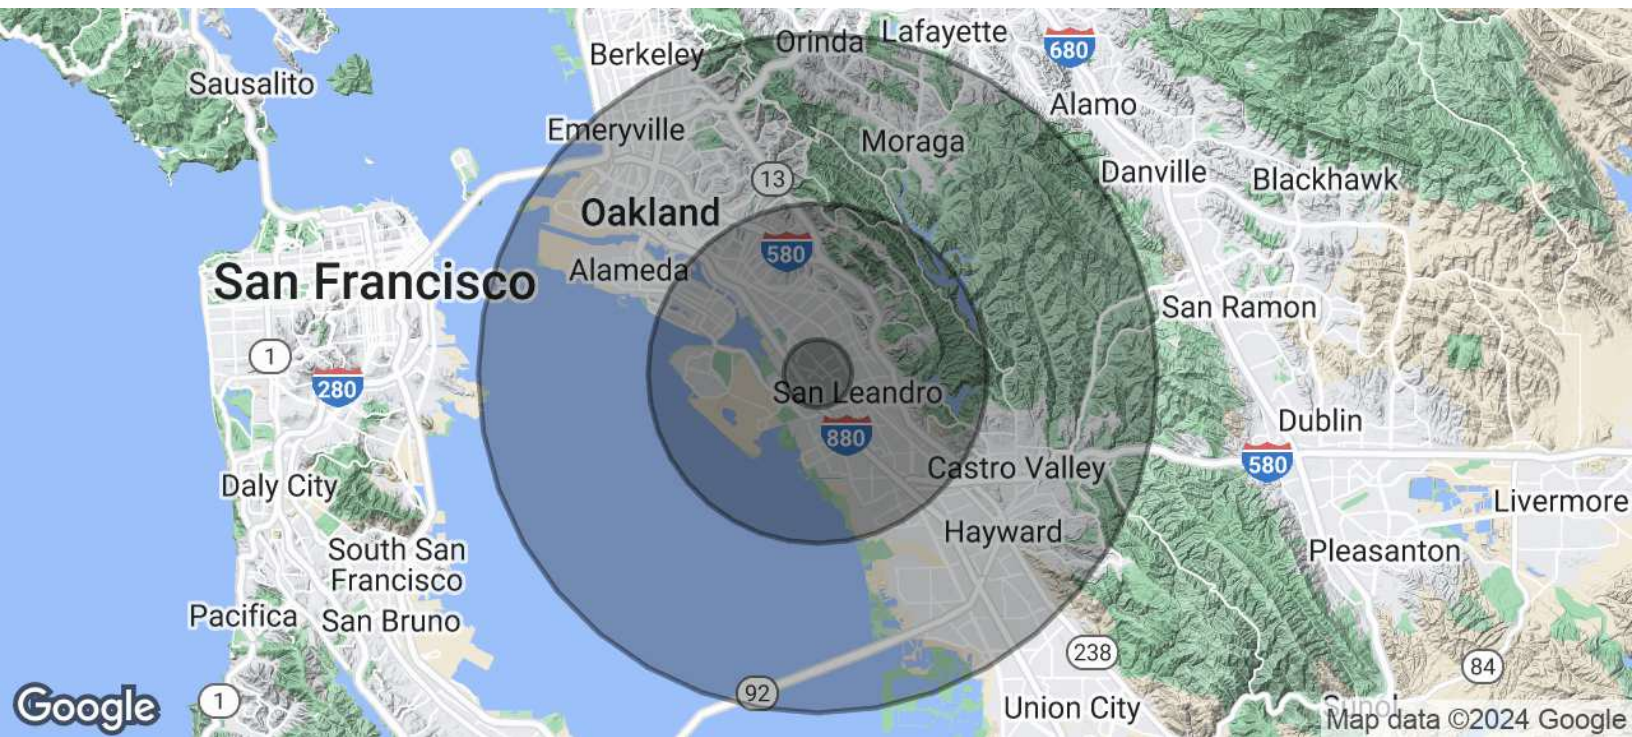 Orinda
Lafayette
680
Berkeley
Sausalito
Alamo
Emeryville
Moraga
13
Danville
Blackhawk
Oakland
580
Alameda
San Francisco
San Ramon
1
280
San Leandro
880
Dublin
Castro Valley
580
Daly City
Livermore
Hayward
South San
Francisco
Pleasanton
Pacifica
San Bruno
238
84
92
1
Google
Union City
Sunol
Map data ©2024 Google